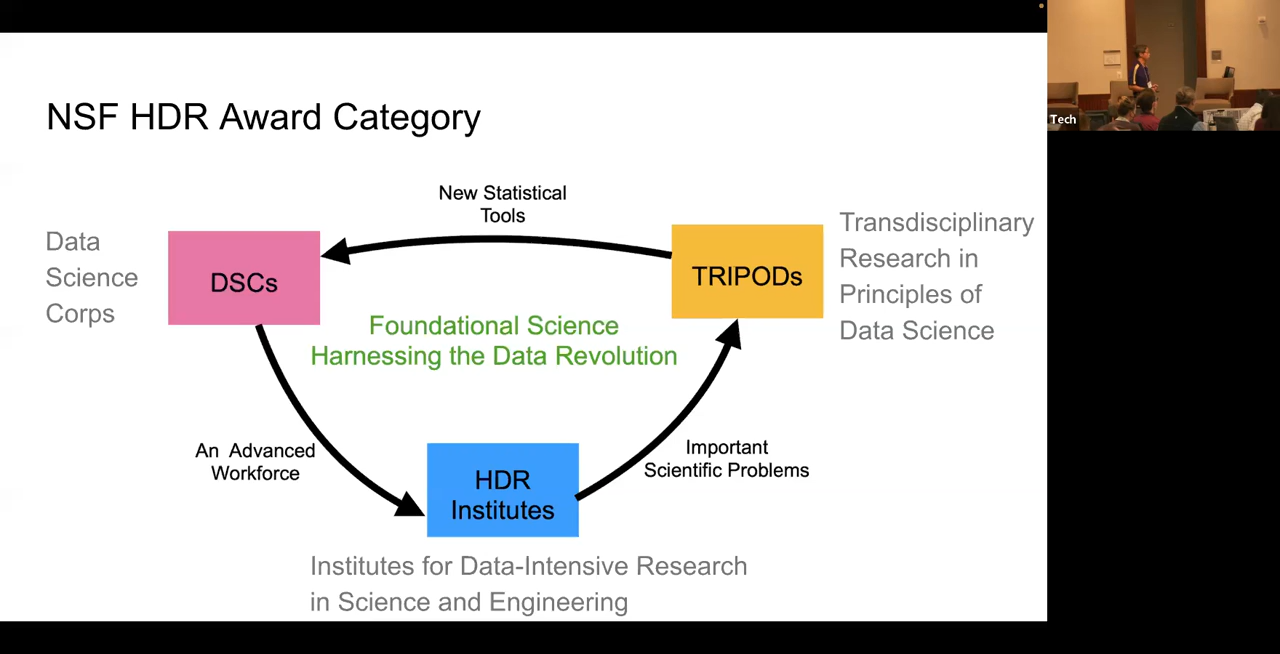 NSF HDR Award Category
New Statistical
Tools
Data
Science
Corps
DSCs
TRIPODs
Transdisciplinary
Research in
Principles of
Data Science
Foundational Science
Harnessing the Data Revolution
An Advanced
Workforce
HDR
Institutes
Important
Scientific Problems
Institutes for Data-Intensive Research
in Science and Engineering
Tech